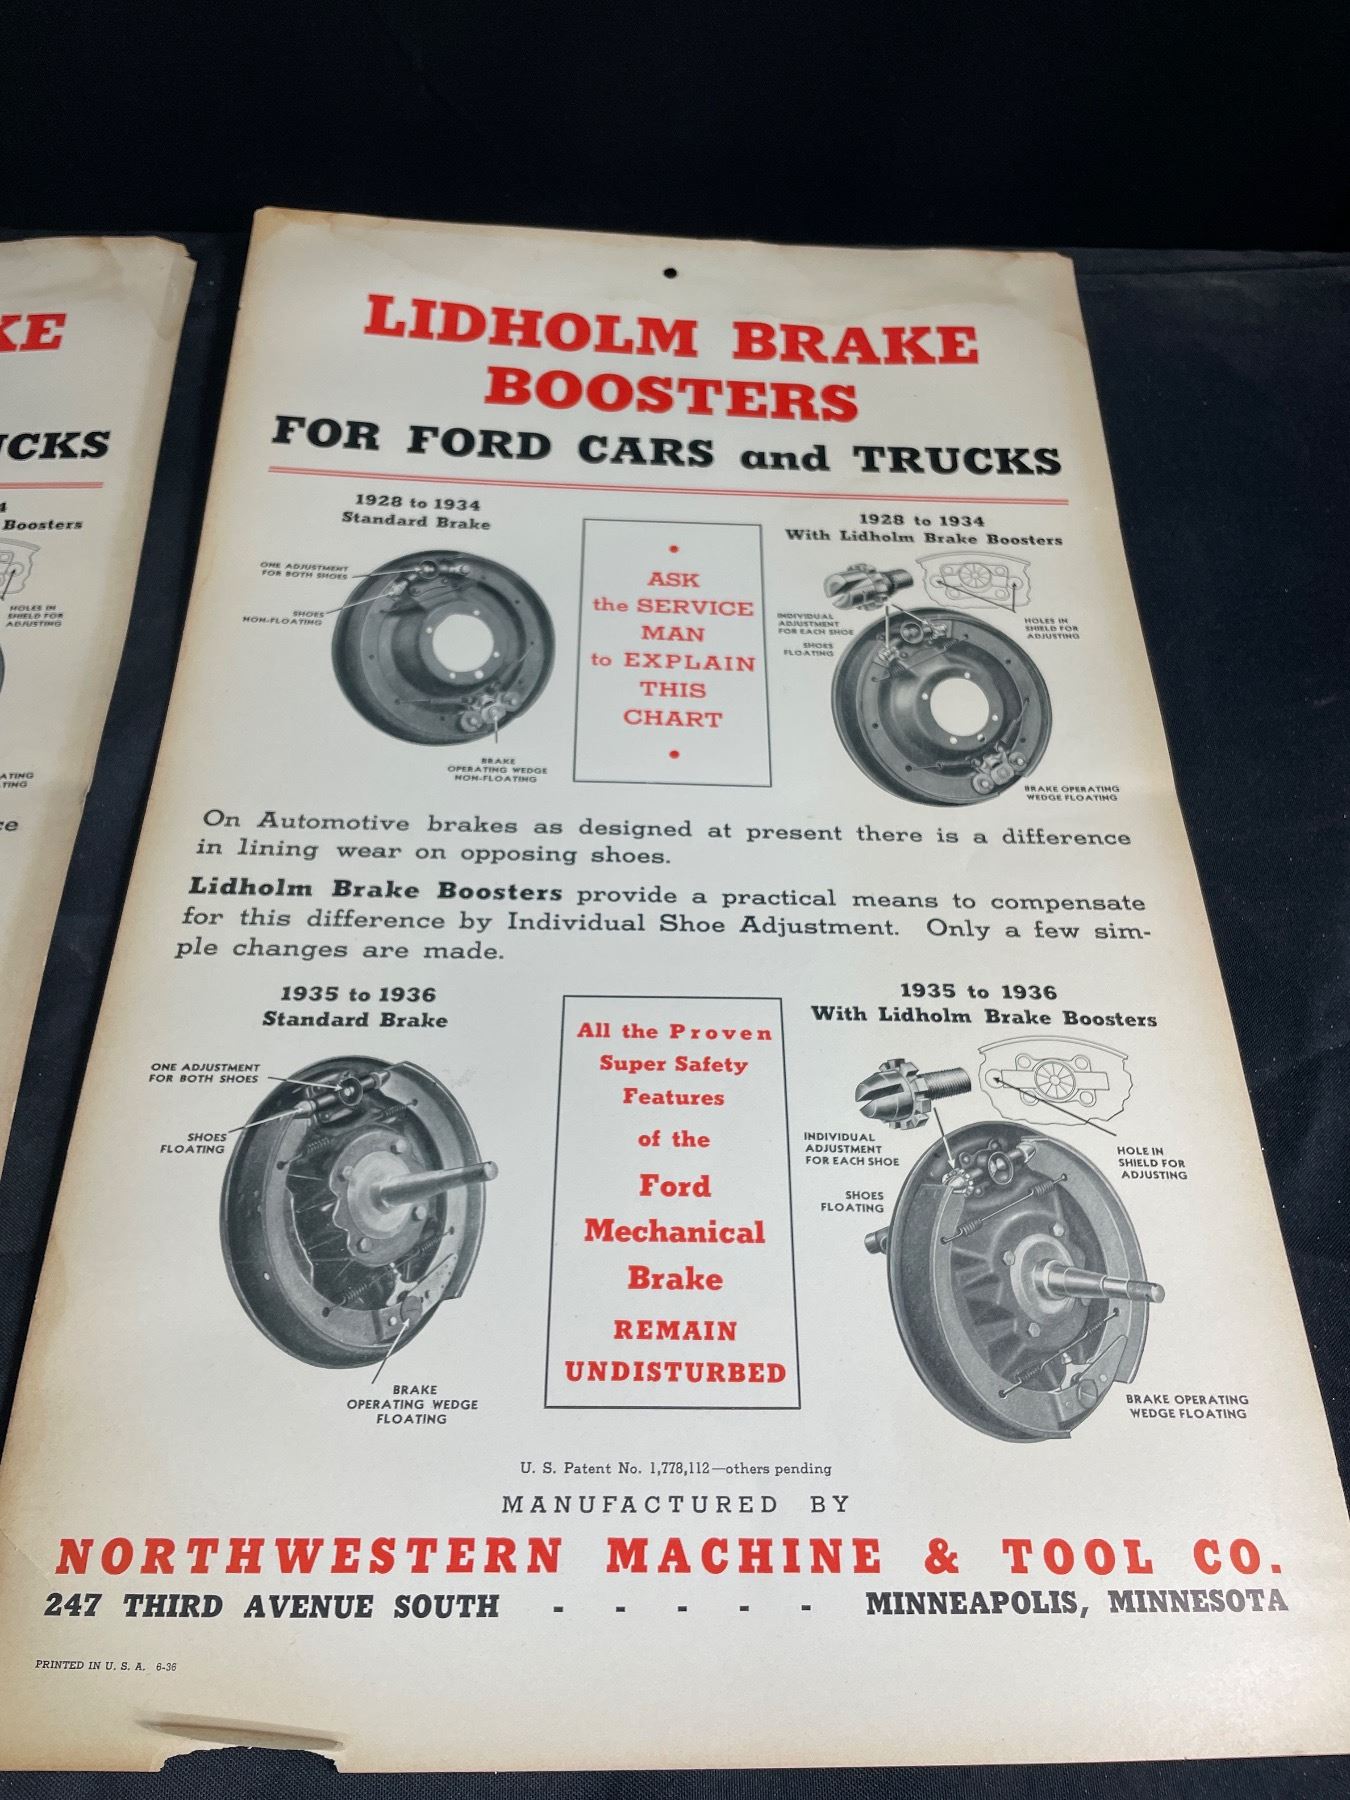 LIDHOLM BRAKE
BOOSTERS
FOR FORD CARS and TRUCKS
1928 to 1934
Standard Brake
ONE ADJUSTMENT
FOR BOTH SHOES
SHOES
NON-FLOATING
BRAKE
OPERATING WEDGE
NON-FLOATING
•
ASK
the SERVICE
MAN
to EXPLAIN
THIS
CHART
•
1928 to 1934
With Lidholm Brake Boosters
INDIVIDUAL
ADJUSTMENT
FOR EACH SHOE
SHOES
FLOATING
HOLES IN
SHIELD FOR
ADJUSTING
BRAKE OPERATING
WEDGE FLOATING
On Automotive brakes as designed at present there is a difference
in lining wear on opposing shoes.
Lidholm Brake Boosters provide a practical means to compensate
for this difference by Individual Shoe Adjustment. Only a few sim-
ple changes are made.
1935 to 1936
Standard Brake
ONE ADJUSTMENT
FOR BOTH SHOES
SHOES
FLOATING
BRAKE
OPERATING WEDGE
FLOATING
All the Proven
Super Safety
Features
of the
Ford
Mechanical
Brake
REMAIN
UNDISTURBED
1935 to 1936
With Lidholm Brake Boosters
INDIVIDUAL
ADJUSTMENT
FOR EACH SHOE
SHOES
FLOATING
HOLE IN
SHIELD FOR
ADJUSTING
BRAKE OPERATING
WEDGE FLOATING
U. S. Patent No. 1,778,112—others pending
MANUFACTURED BY
NORTHWESTERN MACHINE & TOOL CO.
247 THIRD AVENUE SOUTH - - - - - MINNEAPOLIS, MINNESOTA
PRINTED IN U. S. A. 6-36
KE
UCKS
4
Boosters
HOLES IN
SHIELD FOR
ADJUSTING
ATING
TING
ce